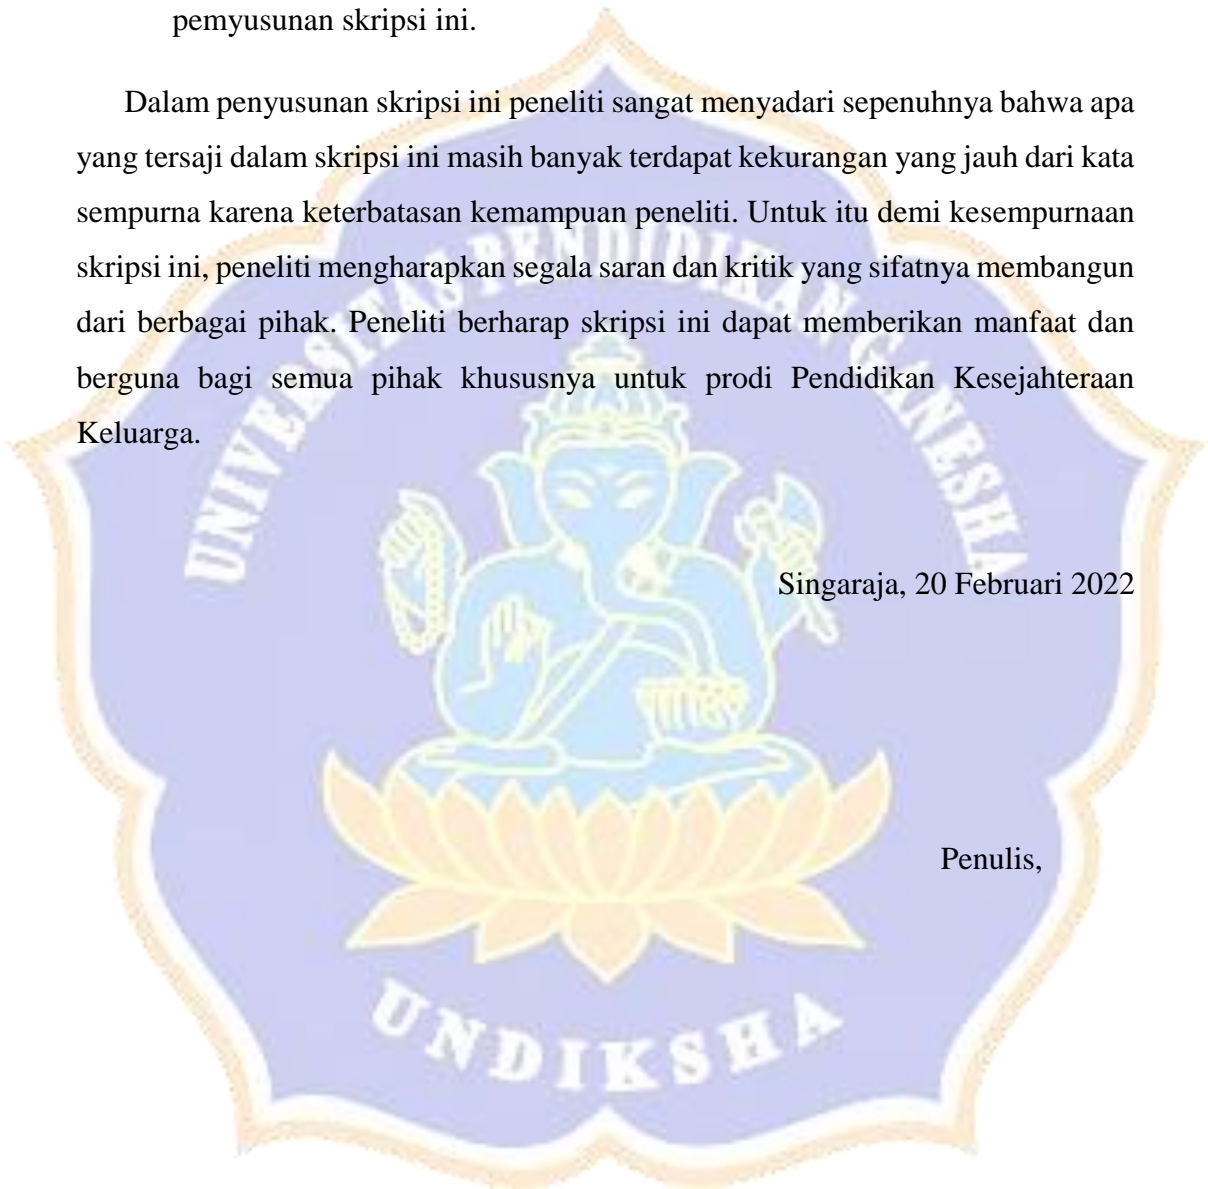 pemyusunan skripsi ini.
Dalam penyusunan skripsi ini peneliti sangat menyadari sepenuhnya bahwa apa
yang tersaji dalam skripsi ini masih banyak terdapat kekurangan yang jauh dari kata
sempurna karena keterbatasan kemampuan peneliti. Untuk itu demi kesempurnaan
skripsi ini, peneliti mengharapkan segala saran dan kritik yang sifatnya membangun
dari berbagai pihak. Peneliti berharap skripsi ini dapat memberikan manfaat dan
berguna bagi semua pihak khususnya untuk prodi Pendidikan Kesejahteraan
Keluarga.
UNIVERSITAS PENDIDIKAN GANESHA
Singaraja, 20 Februari 2022
Penulis,
UNDIKSHA